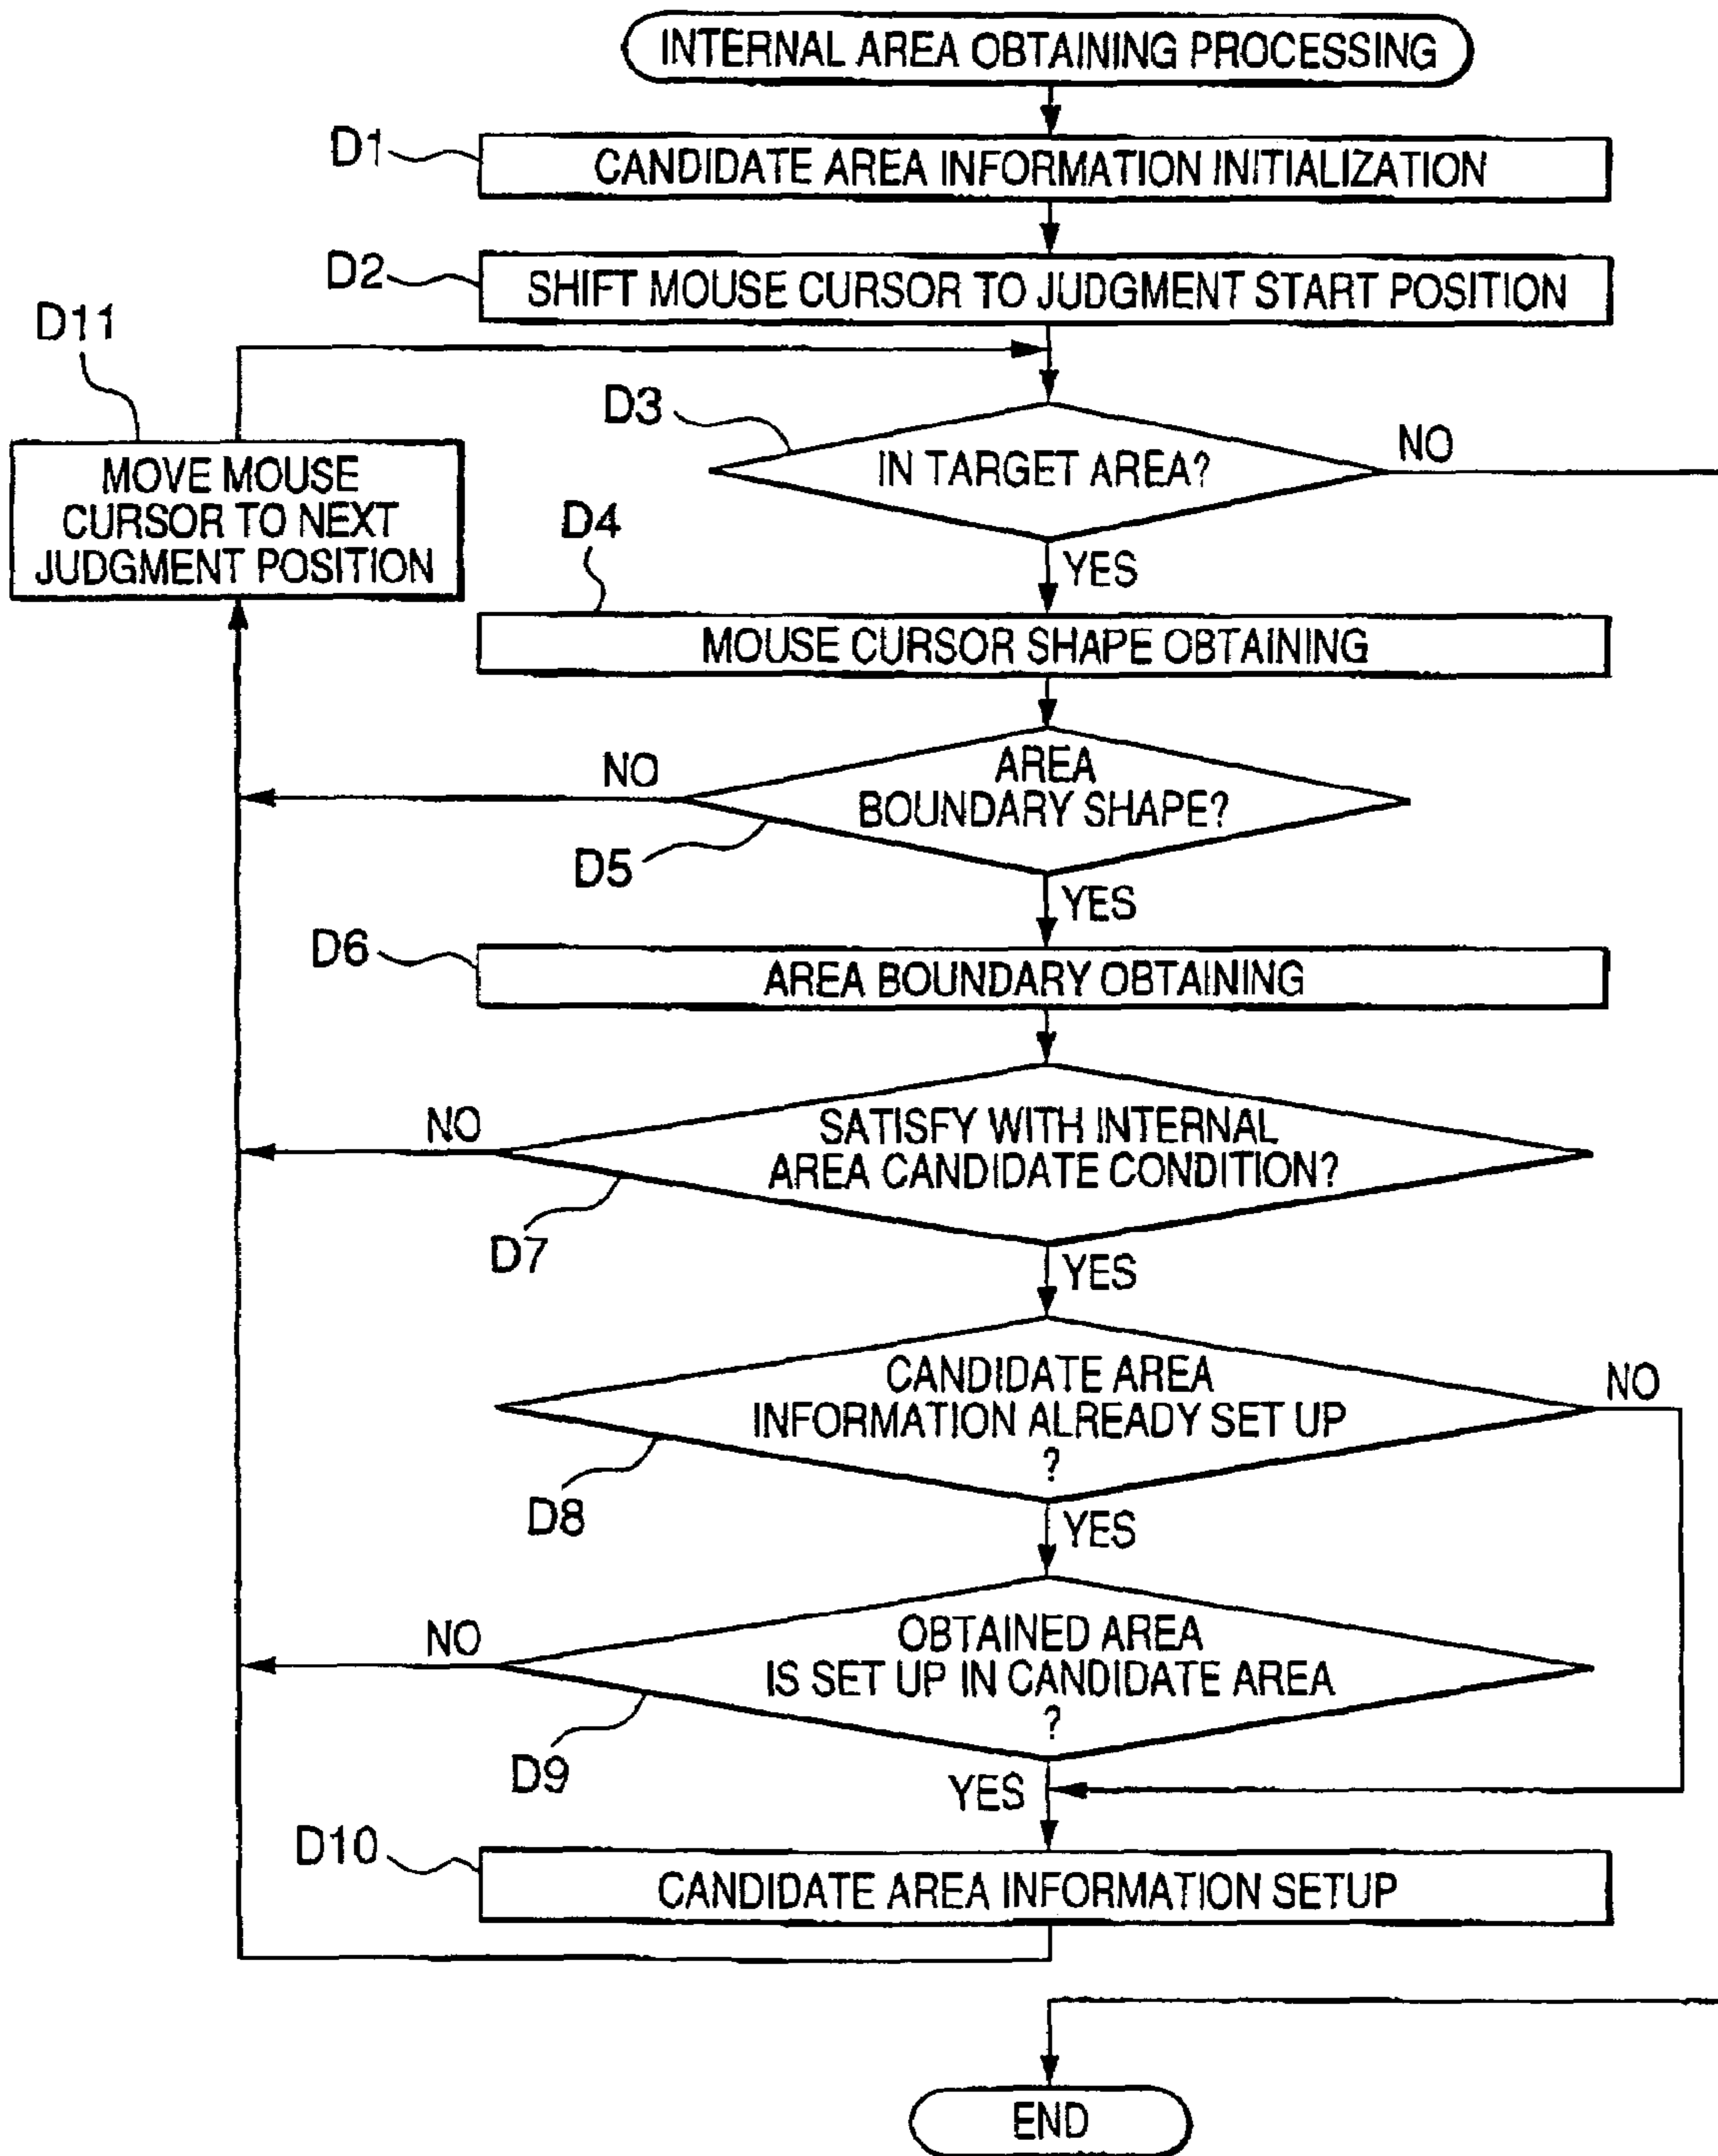 INTERNAL AREA OBTAINING PROCESSING
D1
CANDIDATE AREA INFORMATION INITIALIZATION
D2
SHIFT MOUSE CURSOR TO JUDGMENT START POSITION
D11
MOVE MOUSE
CURSOR TO NEXT
JUDGMENT POSITION
D3
IN TARGET AREA?
NO
YES
D4
MOUSE CURSOR SHAPE OBTAINING
NO
AREA
BOUNDARY SHAPE?
D5
YES
D6
AREA BOUNDARY OBTAINING
NO
SATISFY WITH INTERNAL
AREA CANDIDATE CONDITION?
D7
YES
CANDIDATE AREA
INFORMATION ALREADY SET UP
?
NO
D8
YES
NO
OBTAINED AREA
IS SET UP IN CANDIDATE AREA
?
D9
YES
D10
CANDIDATE AREA INFORMATION SETUP
END